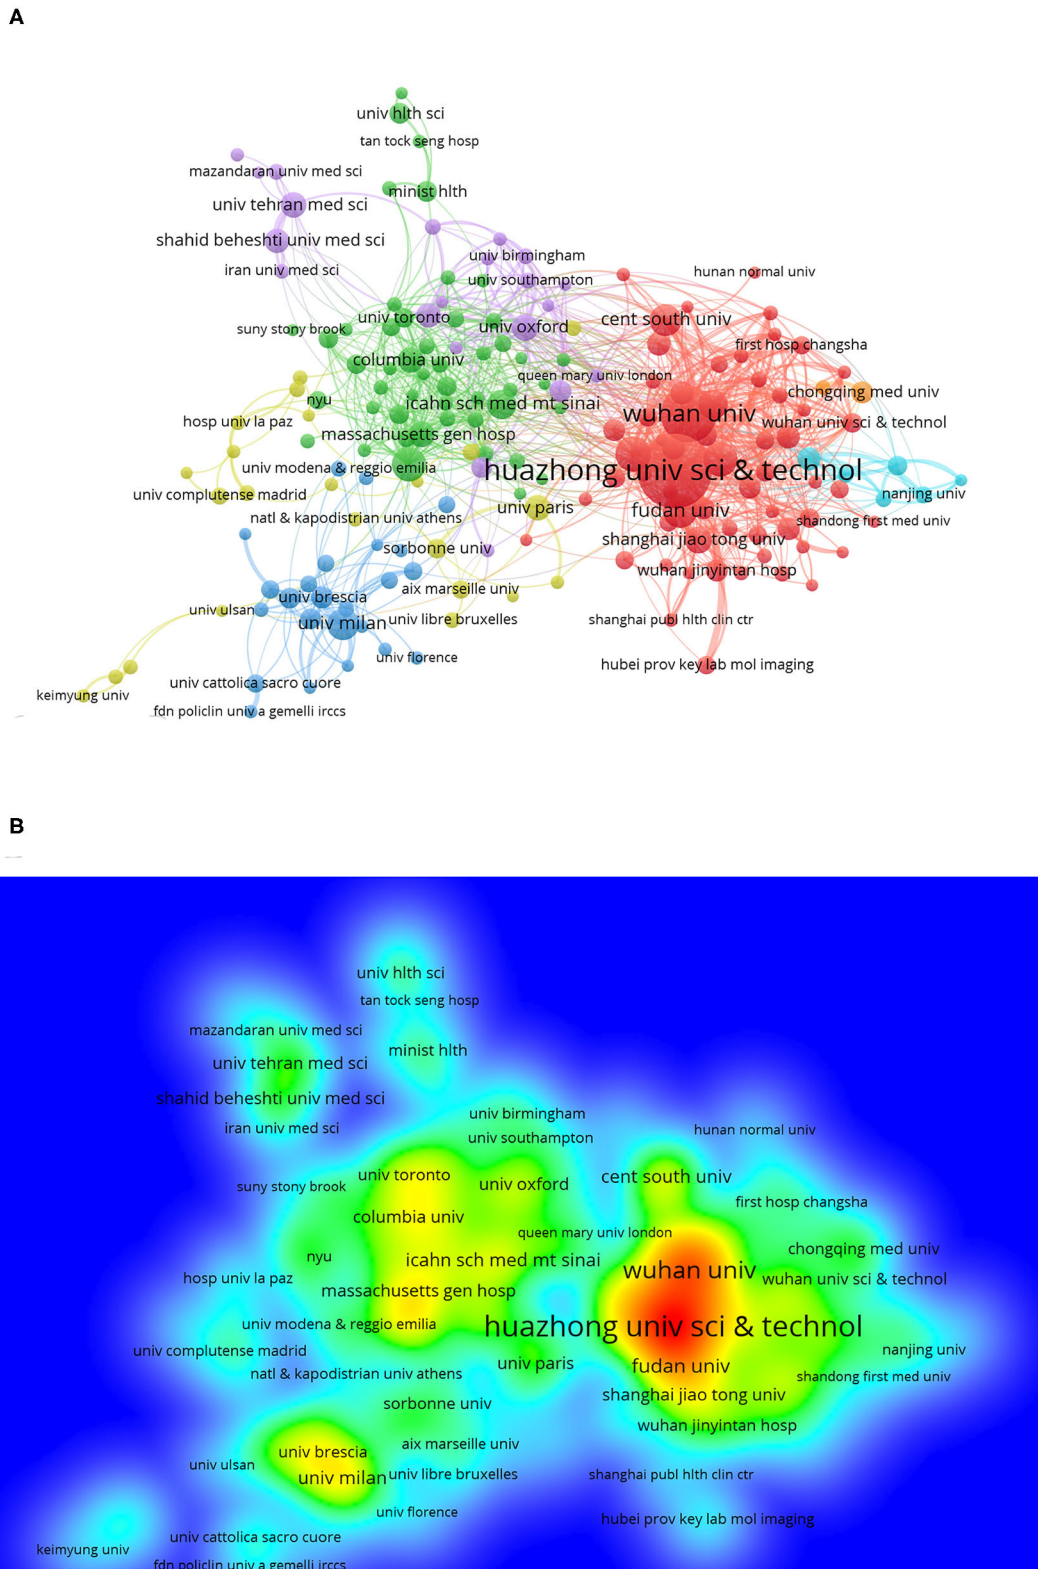 A
univ hlth sci
tan tock seng hosp
mazandaran univ med sci
minist hlth
univ tehran med sci
shahid beheshti univ med sci
univ birmingham
iran univ med sci
hunan normal univ
univ southampton
univ toronto
cent south univ
suny stony brook
univ oxford
first hosp changsha
columbia univ
queen mary univ london
chongqing med univ
nyu
icahn sch med mt sinai
wuhan univ
hosp univ la paz
wuhan univ sci & technol
massachusetts gen hosp
univ modena & reggio emilia
huazhong univ sci & technol
univ complutense madrid
nanjing univ
univ paris
fudan univ
natl & kapodistrian univ athens
shandong first med univ
shanghai jiao tong univ
sorbonne univ
wuhan jinyintan hosp
aix marseille univ
univ brescia
univ ulsan
univ milan
univ libre bruxelles
shanghai publ hlth clin ctr
univ florence
hubei prov key lab mol imaging
univ cattolica sacro cuore
keimyung univ
fdn policlin univ a gemelli irccs
B
univ hlth sci
tan tock seng hosp
mazandaran univ med sci
minist hlth
univ tehran med sci
shahid beheshti univ med sci
univ birmingham
iran univ med sci
hunan normal univ
univ southampton
univ toronto
cent south univ
suny stony brook
univ oxford
first hosp changsha
columbia univ
queen mary univ london
chongqing med univ
nyu
icahn sch med mt sinai
wuhan univ
hosp univ la paz
wuhan univ sci & technol
massachusetts gen hosp
univ modena & reggio emilia
huazhong univ sci & technol
univ complutense madrid
nanjing univ
univ paris
fudan univ
natl & kapodistrian univ athens
shandong first med univ
shanghai jiao tong univ
sorbonne univ
wuhan jinyintan hosp
aix marseille univ
univ brescia
univ ulsan
univ milan
univ libre bruxelles
shanghai publ hlth clin ctr
univ florence
hubei prov key lab mol imaging
univ cattolica sacro cuore
keimyung univ
fdn policlin univ a gemelli irccs